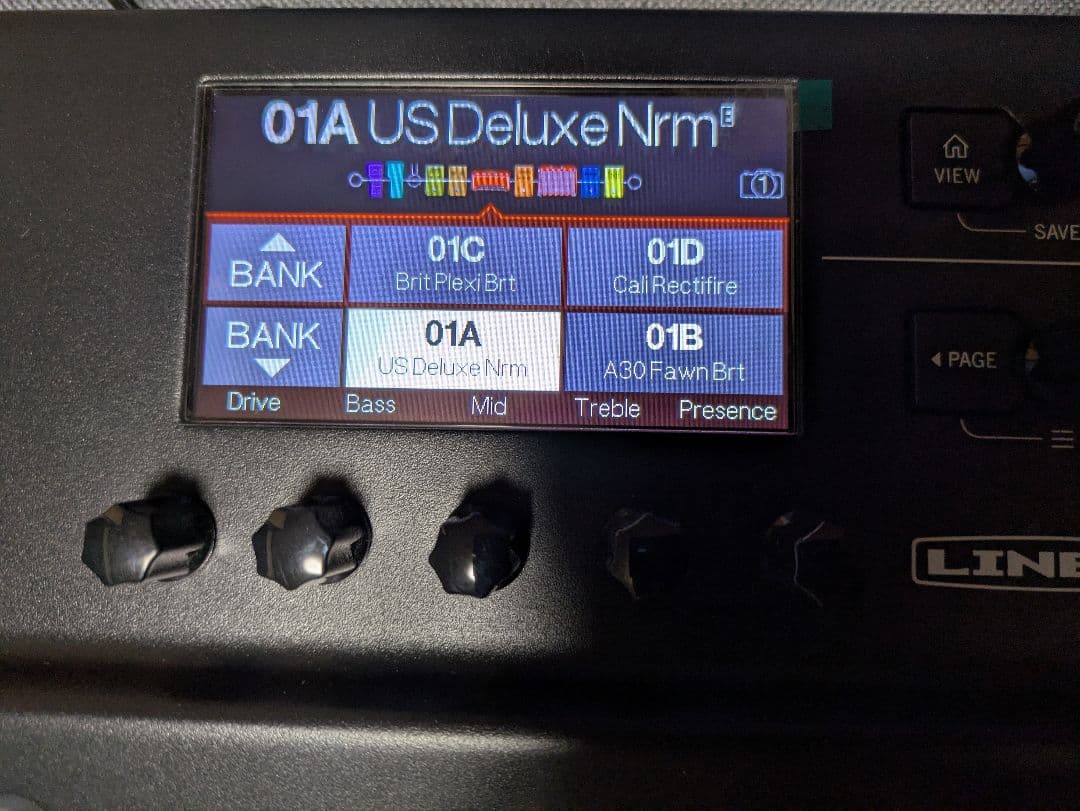 01A US Deluxe Nrm E
1
BANK
01C
Brit Plexi Brt
01D
Cali Rectifire
BANK
01A
US Deluxe Nrm
01B
A30 Fawn Brt
Drive Bass Mid Treble Presence
VIEW
SAVE
PAGE
LINE